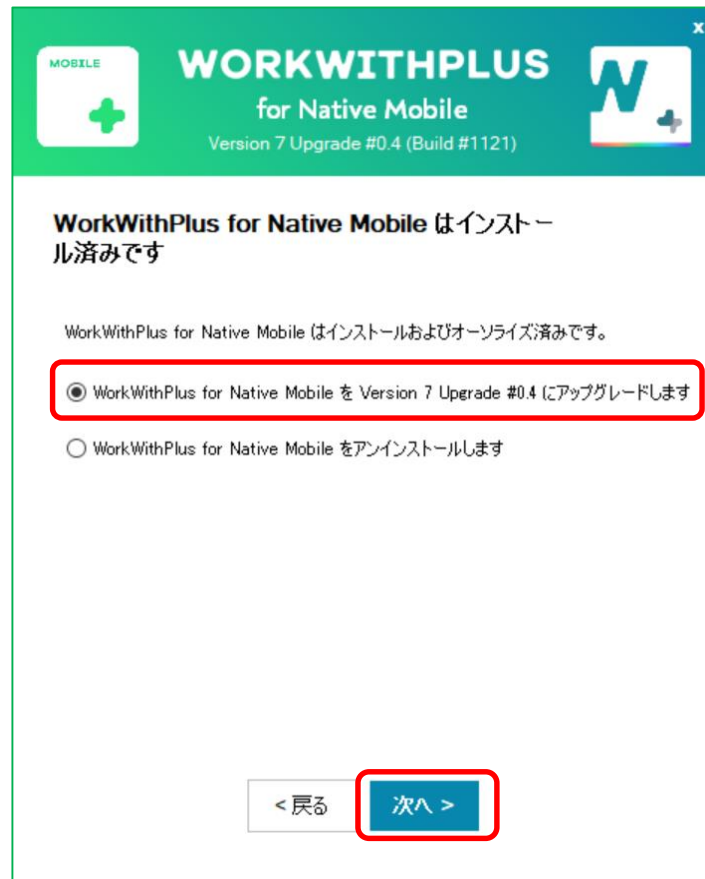 x
MOBILE
WORKWITHPLUS
for Native Mobile
Version 7 Upgrade #0.4 (Build #1121)
N
WorkWithPlus for Native Mobile はインストー
ル済みです
WorkWithPlus for Native Mobile はインストールおよびオーソライズ済みです。
WorkWithPlus for Native Mobile を Version 7 Upgrade #0.4 にアップグレードします
WorkWithPlus for Native Mobile をアンインストールします
< 戻る
次へ >